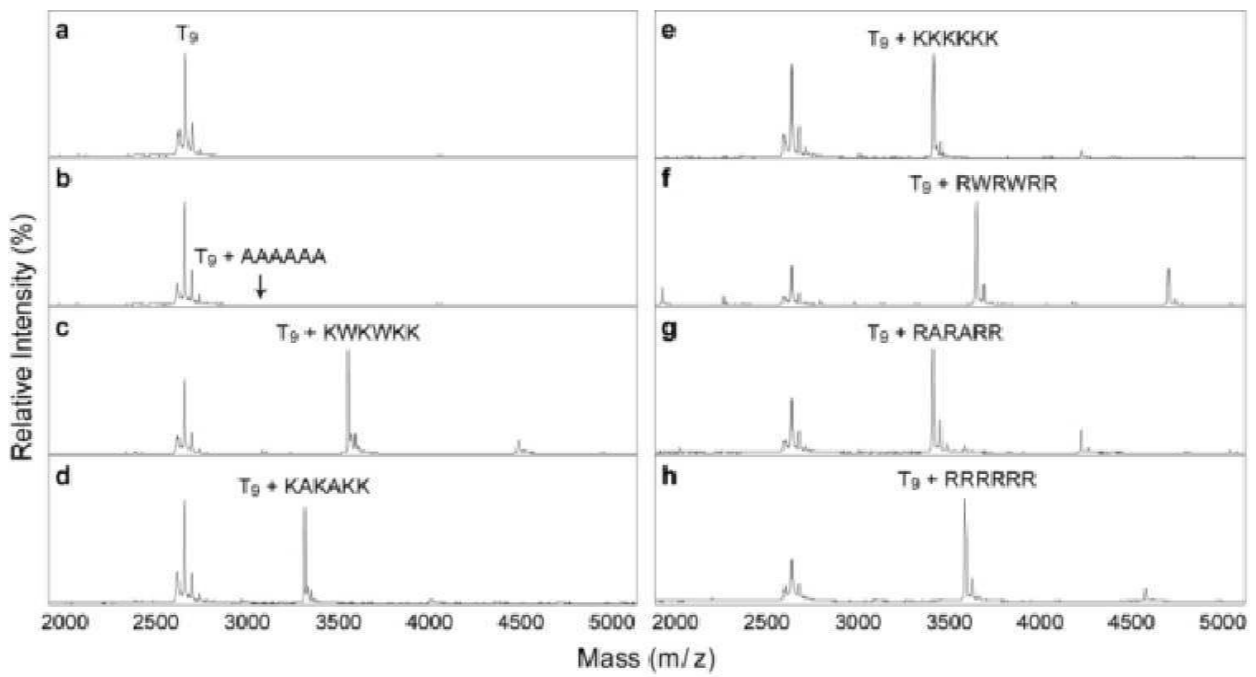 a
T9
b
T9 + AAAAAA
c
T9 + KWKWKK
d
T9 + KAKAKK
2000 2500 3000 3500 4000 4500 5000
e
T9 + KKKKKK
f
T9 + RWRWRR
g
T9 + RARARR
h
T9 + RRRRRR
2000 2500 3000 3500 4000 4500 5000
Relative Intensity (%)
Mass (m/z)